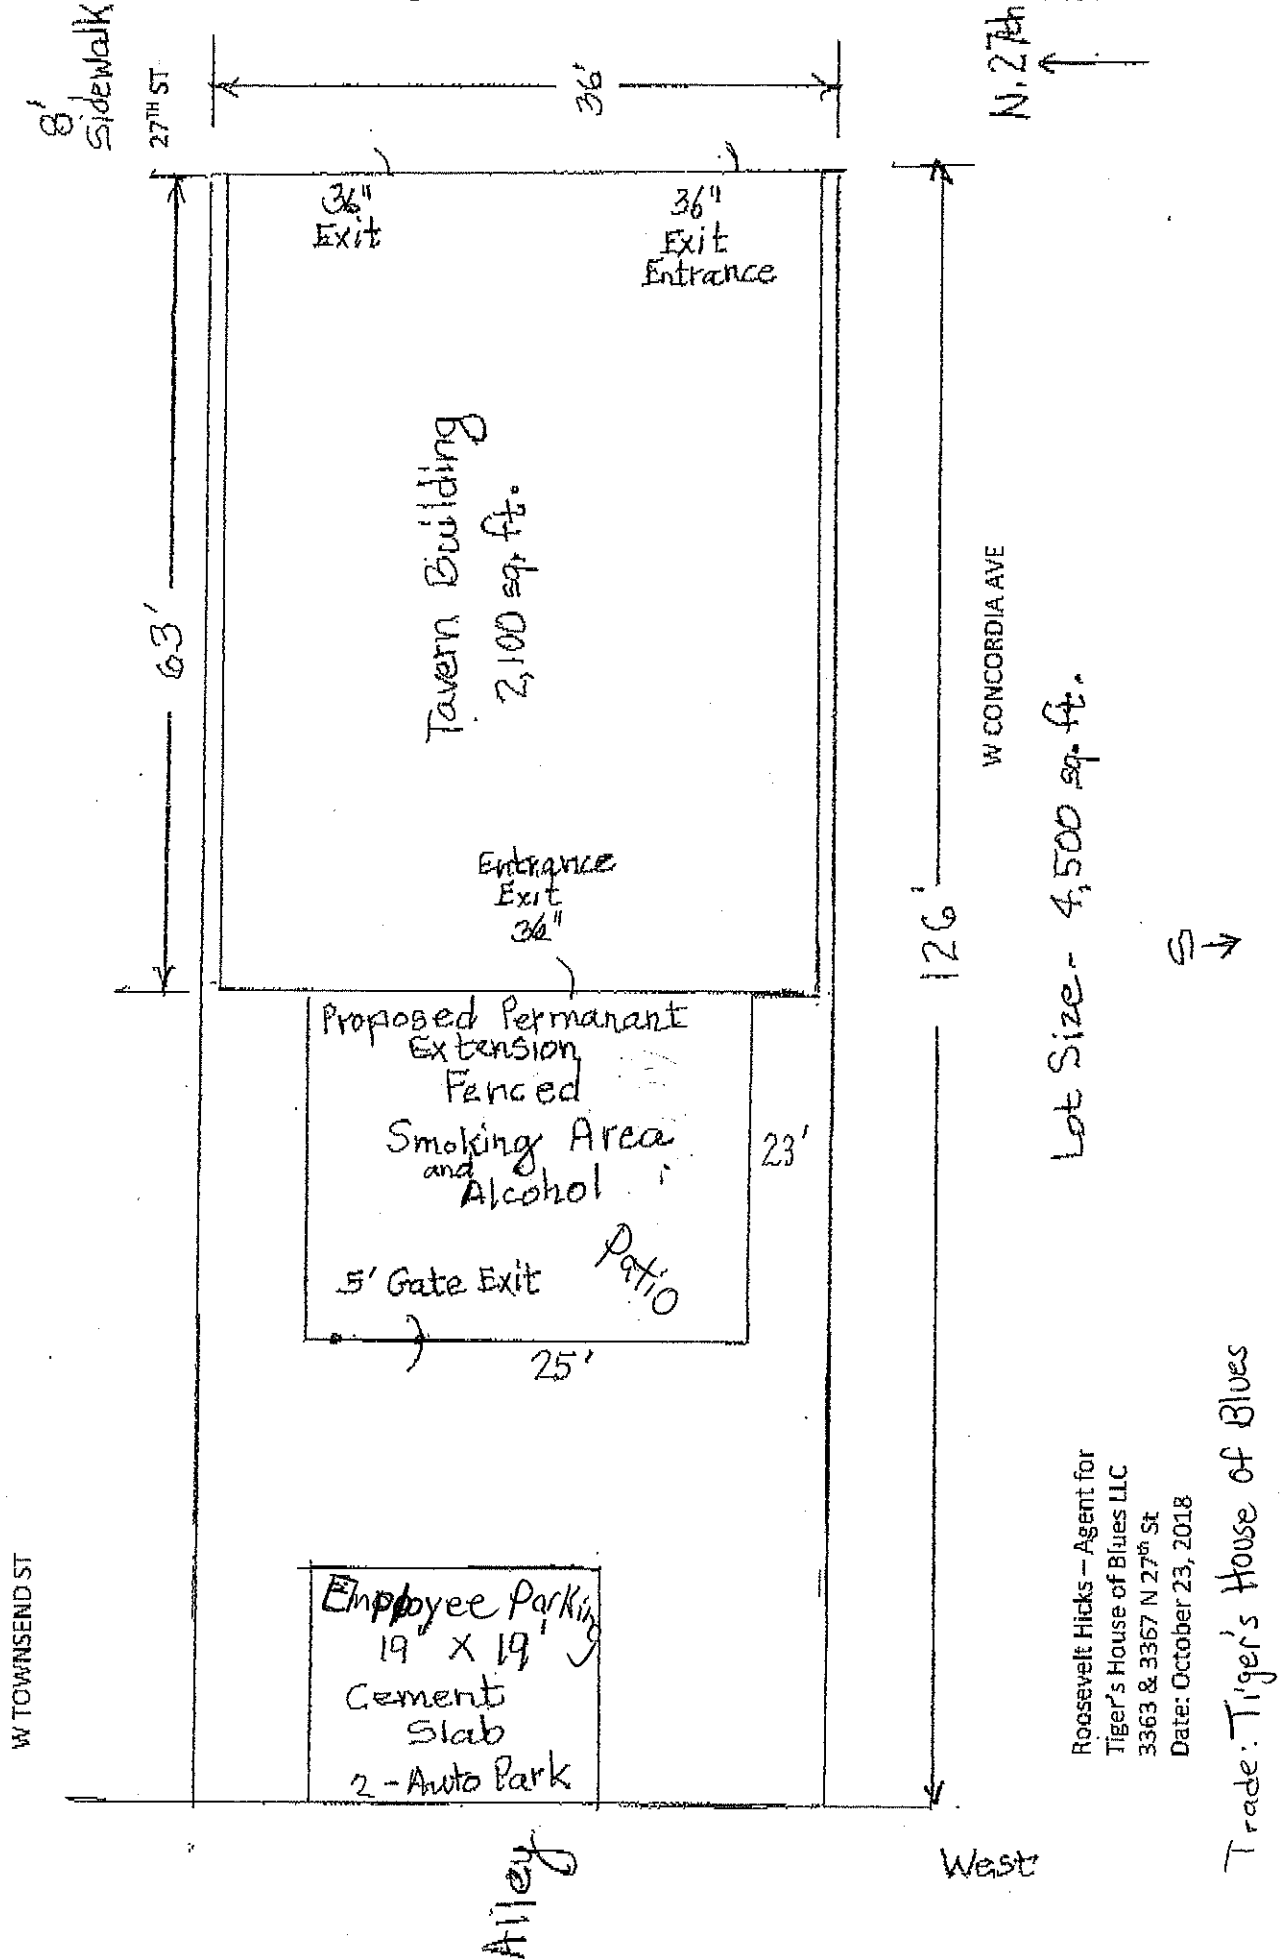 8'
Sidewalk
27TH ST
36'
N. 27th
63'
36"
Exit
36"
Exit
Entrance
Tavern Building
2,100 sq. ft.
Entrance
Exit
36"
W CONCORDIA AVE
126'
Lot Size - 4,500 sq. ft.
S
Proposed Permanant
Extension
Fenced
Smoking Area
and
Alcohol
23'
Patio
5' Gate Exit
25'
W TOWNSEND ST
Employee Parking
19' X 19'
Cement
Slab
2 - Auto Park
Alley
West
Roosevelt Hicks – Agent for
Tiger's House of Blues LLC
3363 & 3367 N 27th St
Date: October 23, 2018
Trade: Tiger's House of Blues